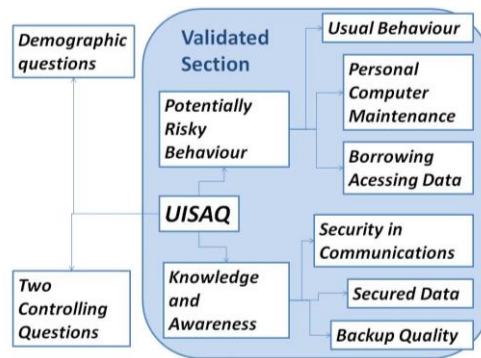 Demographic
questions
Validated
Section
Usual Behaviour
Potentially
Risky
Behaviour
Personal
Computer
Maintenance
Borrowing
Acessing Data
UISAQ
Two
Controlling
Questions
Knowledge
and
Awareness
Security in
Communications
Secured Data
Backup Quality